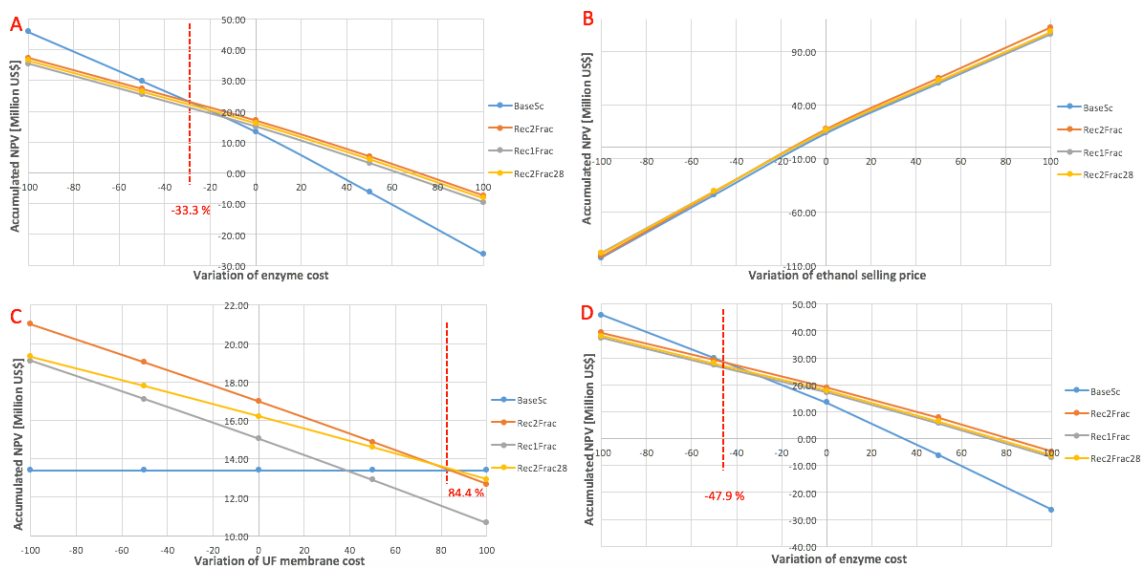 A
Accumulated NPV [Million US$]
50.00
40.00
30.00
20.00
10.00
0.00
-10.00
-20.00
-30.00
100 -80 -60 -40 -20 0 20 40 60 80 100
-33.3 %
Variation of enzyme cost
BaseSc
Rec2Frac
Rec1Frac
Rec2Frac28
B
Accumulated NPV [Million US$]
90.00
40.00
-10.00
-60.00
-110.00
-100 -80 -60 -40 -20 0 20 40 60 80 100
Variation of ethanol selling price
BaseSc
Rec2Frac
Rec1Frac
Rec2Frac28
C
Accumulated NPV [Million US$]
22.00
20.00
18.00
16.00
14.00
12.00
10.00
-100 -80 -60 -40 -20 0 20 40 60 80 100
84.4 %
Variation of UF membrane cost
BaseSc
Rec2Frac
Rec1Frac
Rec2Frac28
D
Accumulated NPV [Million US$]
50.00
40.00
30.00
20.00
10.00
0.00
-10.00
-20.00
-30.00
-40.00
-100 -80 -60 -40 -20 0 20 40 60 80 100
-47.9 %
Variation of enzyme cost
BaseSc
Rec2Frac
Rec1Frac
Rec2Frac28